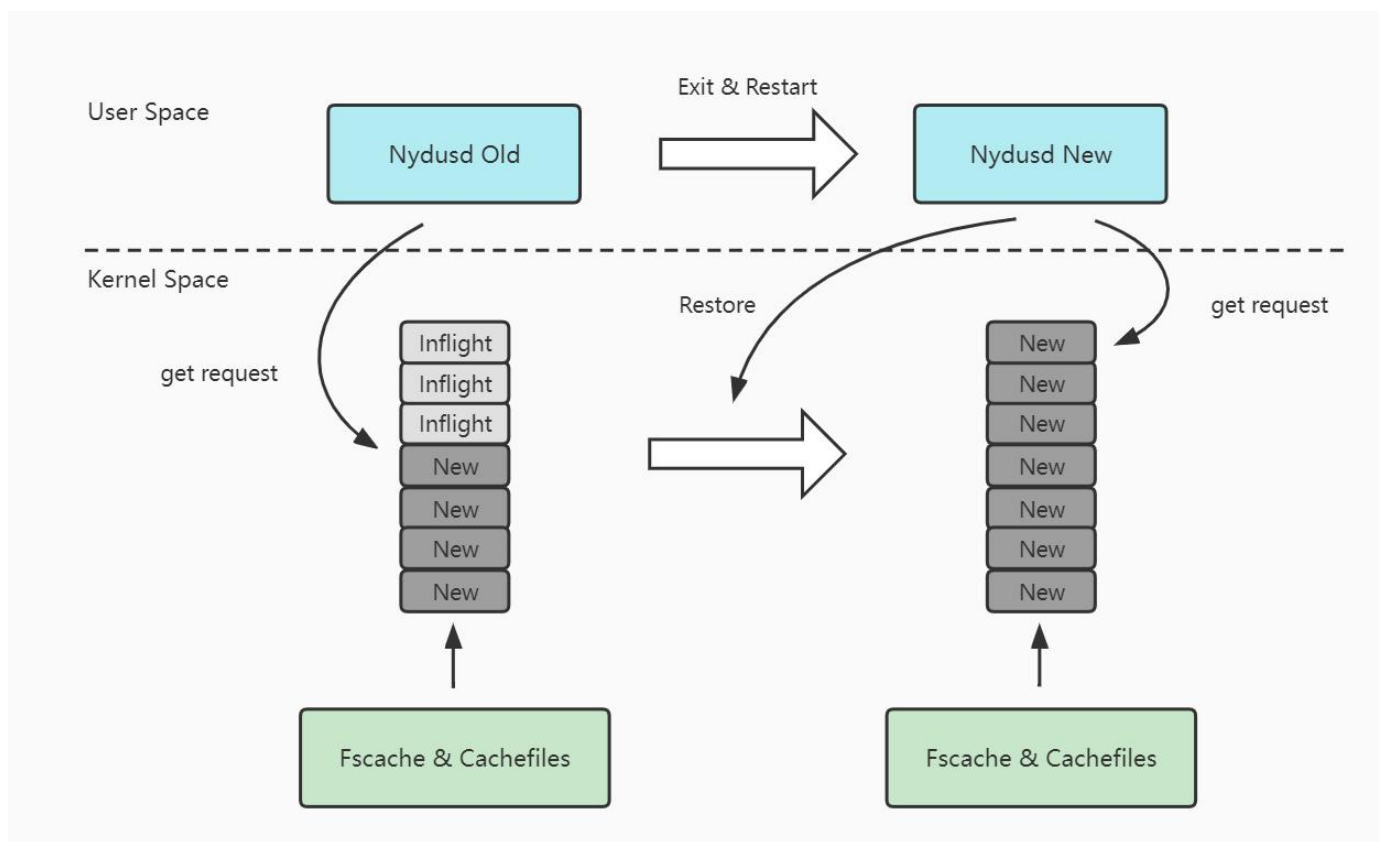 Exit & Restart
User Space
Nydusd Old
Nydusd New
Kernel Space
Restore
get request
get request
Inflight
Inflight
Inflight
New
New
New
New
New
New
New
New
New
New
New
Fscache & Cachefiles
Fscache & Cachefiles